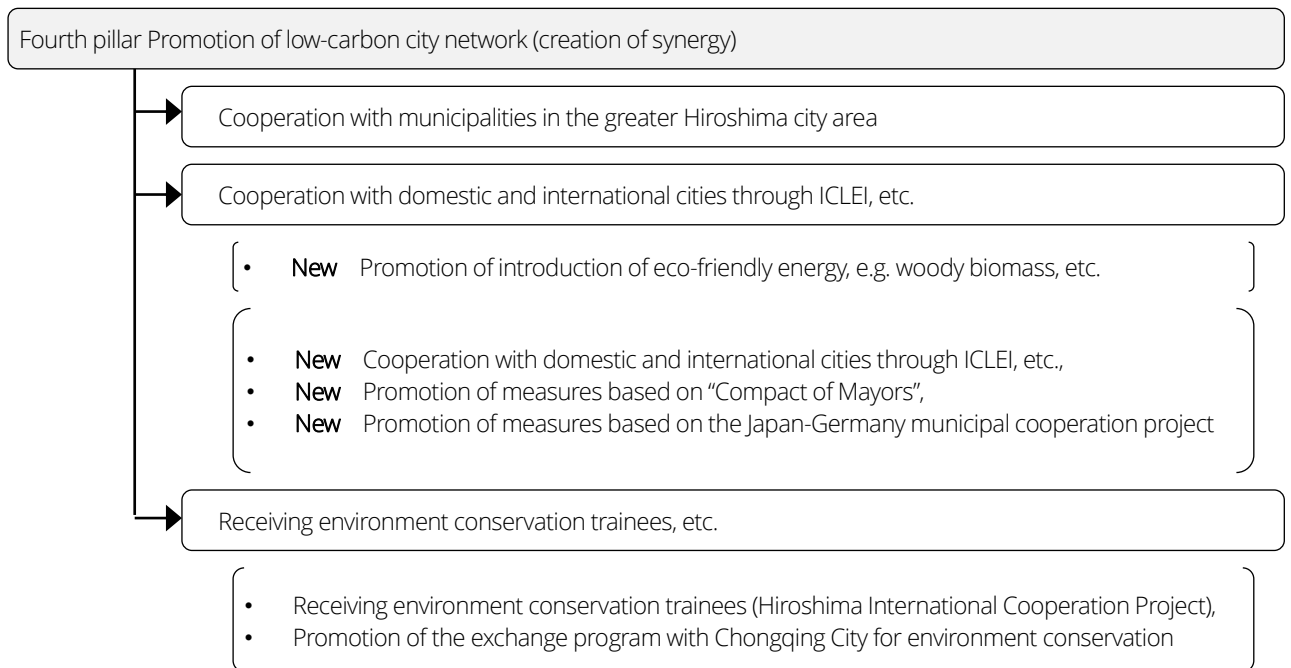 Fourth pillar Promotion of low-carbon city network (creation of synergy)
Cooperation with municipalities in the greater Hiroshima city area
Cooperation with domestic and international cities through ICLEI, etc.
• New Promotion of introduction of eco-friendly energy, e.g. woody biomass, etc.
• New Cooperation with domestic and international cities through ICLEI, etc.,
• New Promotion of measures based on “Compact of Mayors”,
• New Promotion of measures based on the Japan-Germany municipal cooperation project
Receiving environment conservation trainees, etc.
• Receiving environment conservation trainees (Hiroshima International Cooperation Project),
• Promotion of the exchange program with Chongqing City for environment conservation